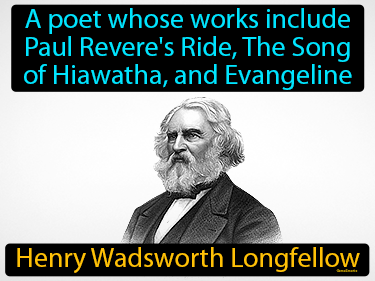 A poet whose works include
Paul Revere's Ride, The Song
of Hiawatha, and Evangeline
Henry Wadsworth Longfellow